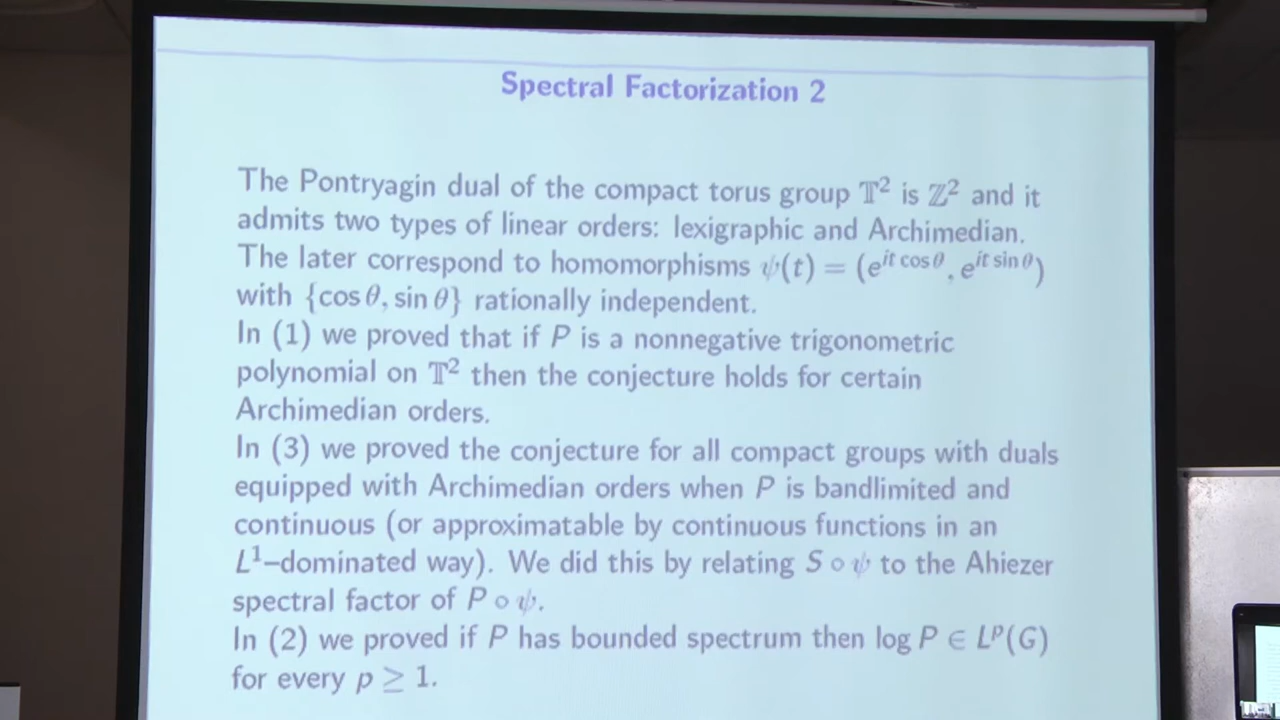 Spectral Factorization 2
The Pontryagin dual of the compact torus group 𝕋² is ℤ² and it
admits two types of linear orders: lexigraphic and Archimedian.
The later correspond to homomorphisms ψ(t) = (e^{it cos θ}, e^{it sin θ})
with {cos θ, sin θ} rationally independent.
In (1) we proved that if P is a nonnegative trigonometric
polynomial on 𝕋² then the conjecture holds for certain
Archimedian orders.
In (3) we proved the conjecture for all compact groups with duals
equipped with Archimedian orders when P is bandlimited and
continuous (or approximatable by continuous functions in an
L¹–dominated way). We did this by relating S ∘ ψ to the Ahiezer
spectral factor of P ∘ ψ.
In (2) we proved if P has bounded spectrum then log P ∈ Lᵖ(G)
for every p ≥ 1.